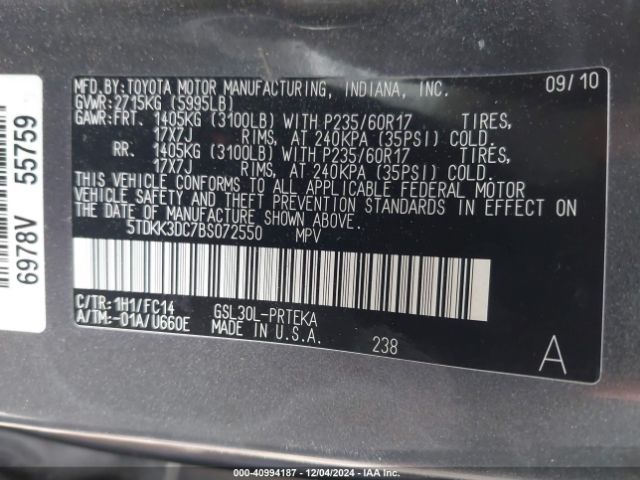 MFD.BY:TOYOTA MOTOR MANUFACTURING, INDIANA, INC. 09/10
GVWR:2715KG (5995LB)
GAWR:FRT. 1405KG (3100LB) WITH P235/60R17 TIRES,
17X7J RIMS, AT 240KPA (35PSI) COLD.
RR. 1405KG (3100LB) WITH P235/60R17 TIRES,
17X7J RIMS, AT 240KPA (35PSI) COLD.
THIS VEHICLE CONFORMS TO ALL APPLICABLE FEDERAL MOTOR
VEHICLE SAFETY AND THEFT PREVENTION STANDARDS IN EFFECT ON
THE DATE OF MANUFACTURE SHOWN ABOVE.
5TDKK3DC7BS072550 MPV
C/TR:1H1/FC14 GSL30L-PRTEKA
A/TM:-01A/U660E MADE IN U.S.A.
238
A
6978V 55759
000-40994187 - 12/04/2024 - IAA Inc.